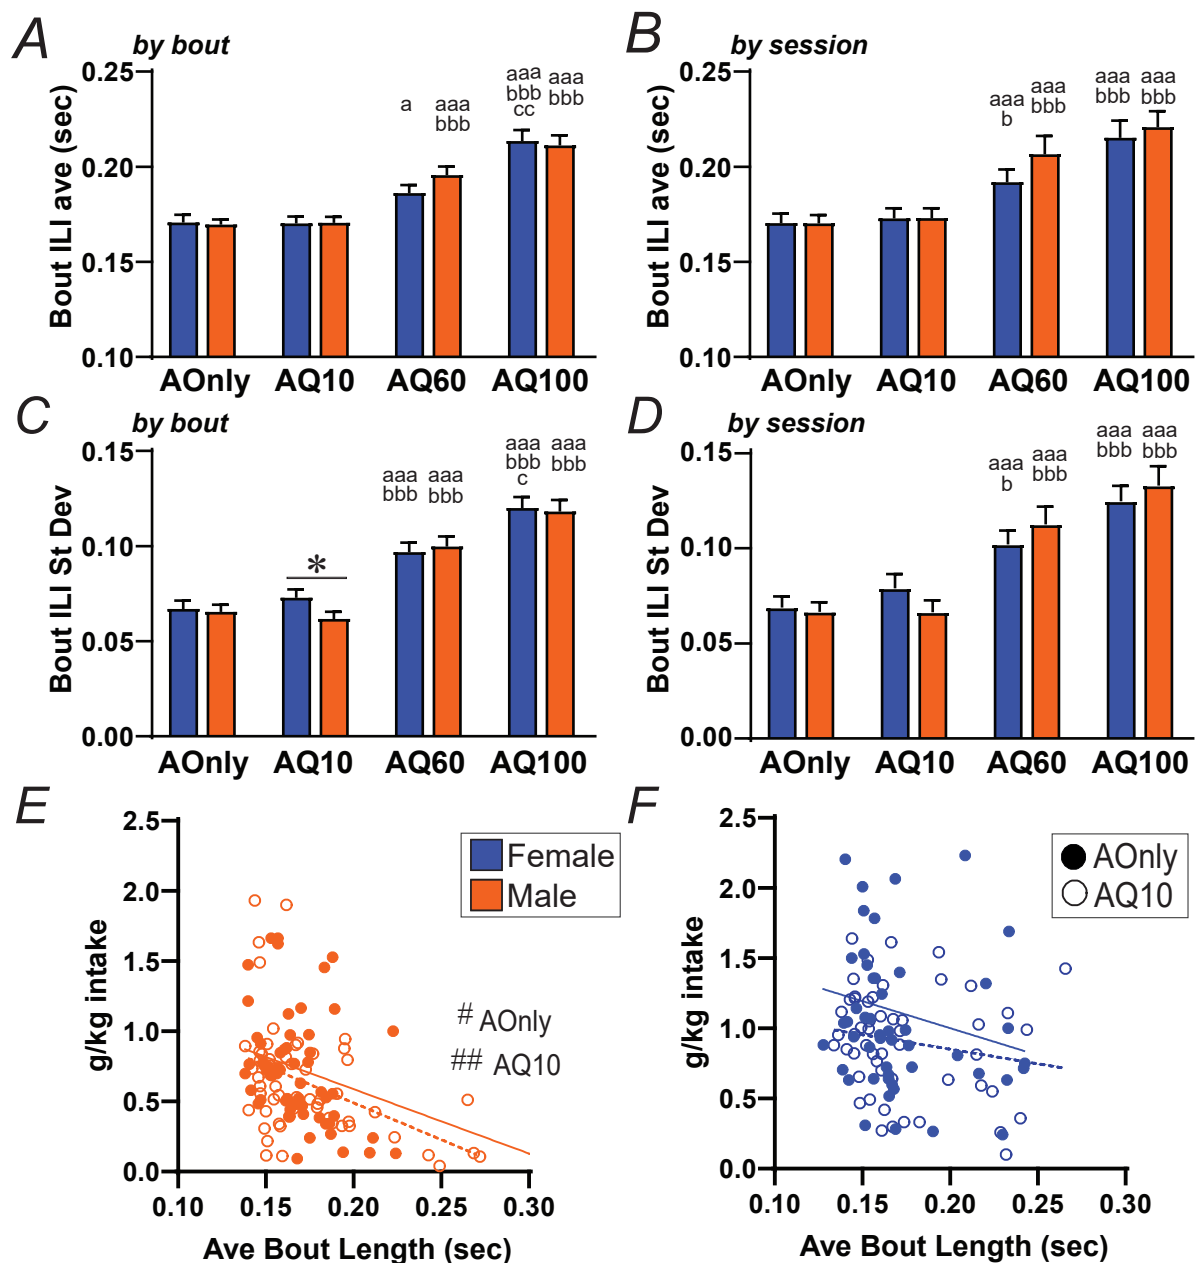 A
by bout
Bout ILI ave (sec)
0.25
0.20
0.15
0.10
a
aaa
bbb
aaa
bbb
cc
aaa
bbb
AOnly AQ10 AQ60 AQ100
B
by session
Bout ILI ave (sec)
0.25
0.20
0.15
0.10
aaa
b
aaa
bbb
aaa
bbb
aaa
bbb
AOnly AQ10 AQ60 AQ100
C
by bout
Bout ILI St Dev
0.15
0.10
0.05
0.00
*
aaa
bbb
aaa
bbb
aaa
bbb
c
aaa
bbb
AOnly AQ10 AQ60 AQ100
D
by session
Bout ILI St Dev
0.15
0.10
0.05
0.00
aaa
b
aaa
bbb
aaa
bbb
aaa
bbb
AOnly AQ10 AQ60 AQ100
E
g/kg intake
2.5
2.0
1.5
1.0
0.5
0.0
Female
Male
# AOnly
## AQ10
0.10 0.15 0.20 0.25 0.30
Ave Bout Length (sec)
F
g/kg intake
2.5
2.0
1.5
1.0
0.5
0.0
AOnly
AQ10
0.10 0.15 0.20 0.25 0.30
Ave Bout Length (sec)